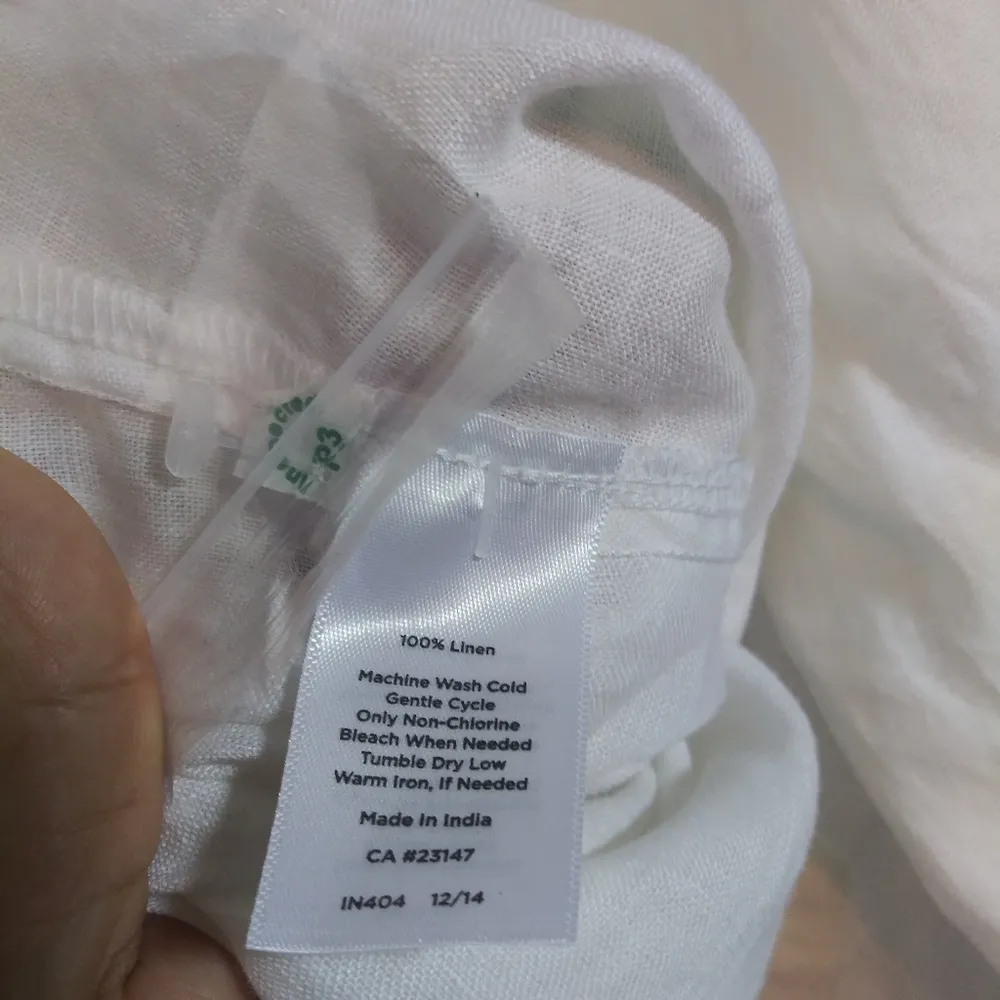 100% Linen
Machine Wash Cold
Gentle Cycle
Only Non-Chlorine
Bleach When Needed
Tumble Dry Low
Warm Iron, If Needed
Made In India
CA #23147
IN404 12/14